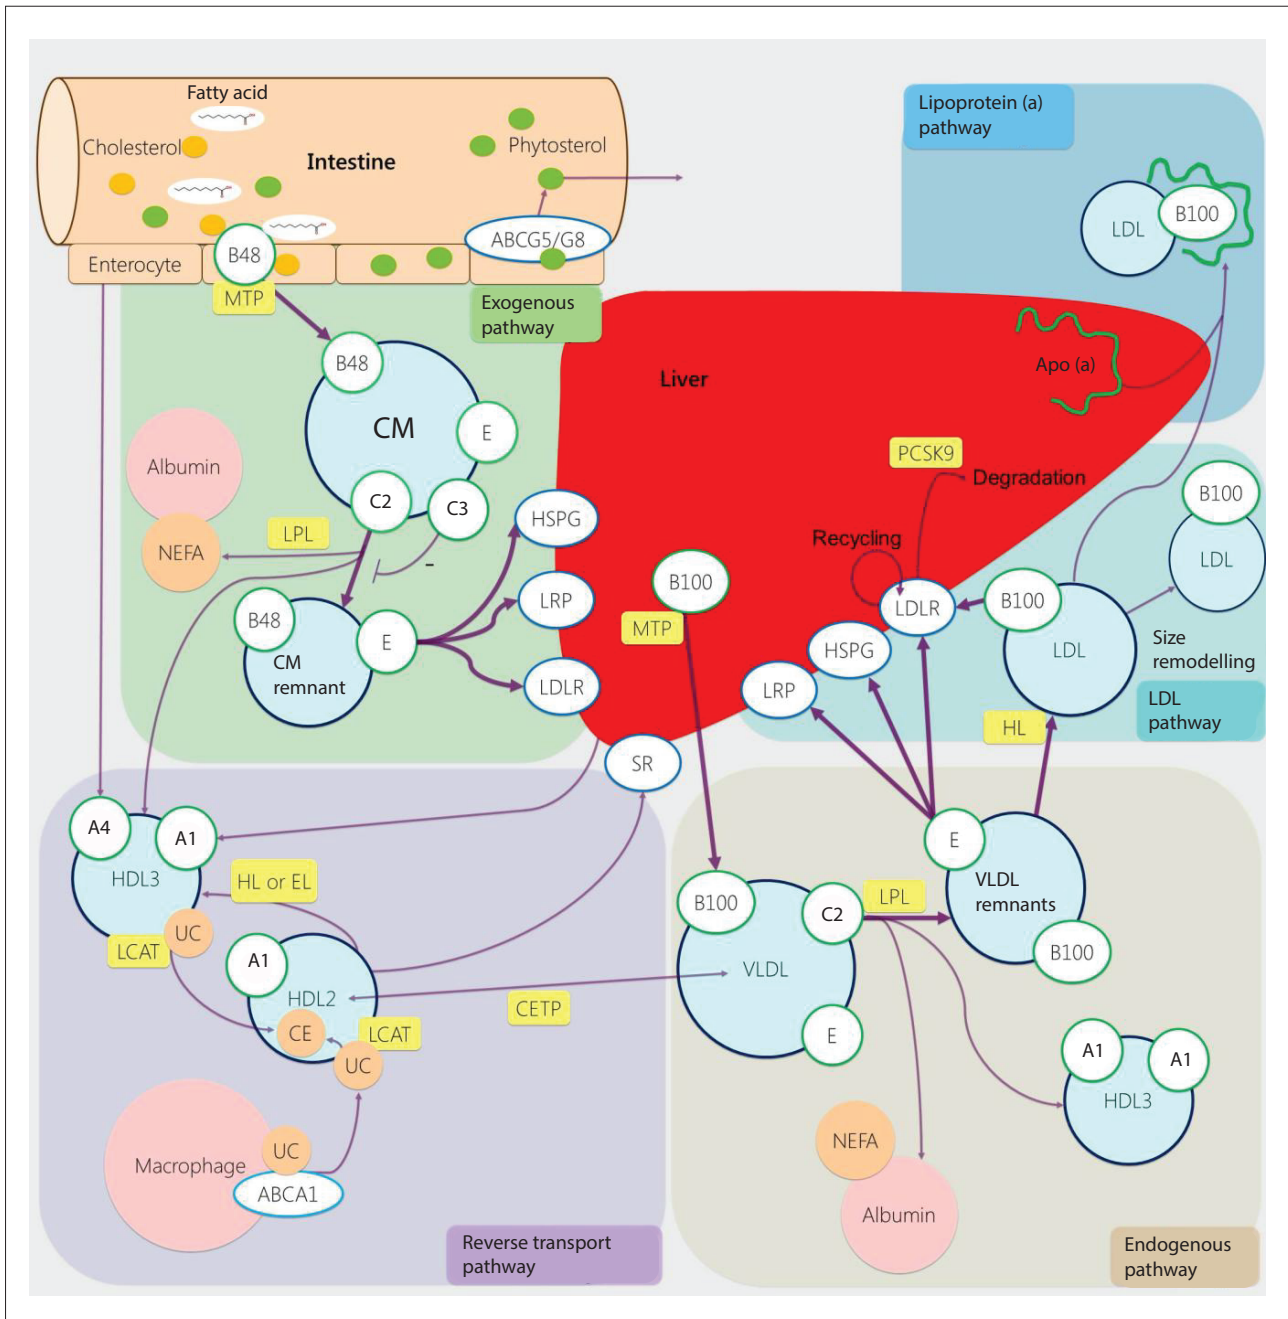 Fatty acid
Cholesterol
Intestine
Phytosterol
ABCG5/G8
Enterocyte
B48
MTP
Exogenous
pathway
Lipoprotein (a)
pathway
LDL
B100
B48
CM
E
C2
C3
Albumin
NEFA
LPL
-
B48
CM
remnant
E
HSPG
LRP
LDLR
Liver
Apo (a)
PCSK9
Degradation
Recycling
LDLR
B100
MTP
HSPG
LRP
SR
B100
LDL
B100
LDL
Size
remodelling
LDL
pathway
HL
A4
A1
HDL3
HL or EL
UC
LCAT
A1
HDL2
CE
LCAT
UC
CETP
UC
Macrophage
ABCA1
Reverse transport
pathway
B100
C2
VLDL
E
LPL
E
VLDL
remnants
B100
A1
A1
HDL3
NEFA
Albumin
Endogenous
pathway